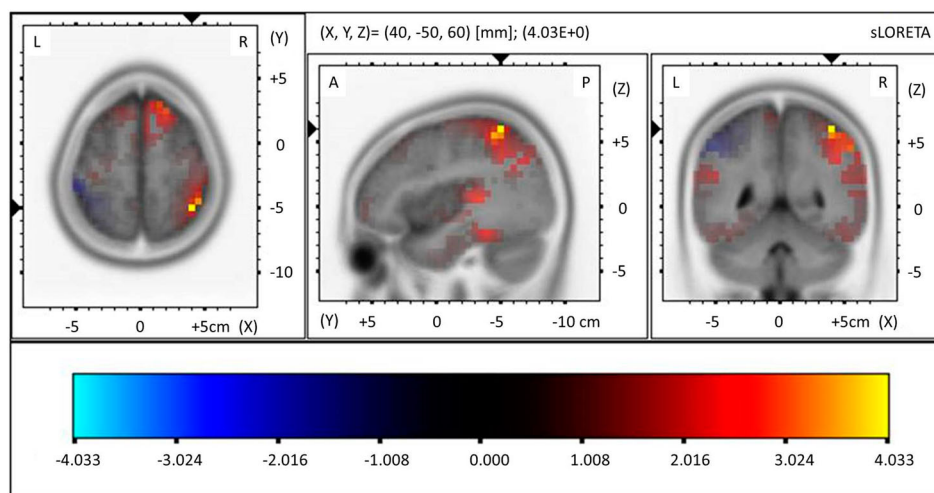 (X, Y, Z)= (40, -50, 60) [mm]; (4.03E+0) sLORETA
L R (Y)
+5
0
-5
-10
-5 0 +5cm (X)
A P (Z)
+5
0
-5
(Y) +5 0 -5 -10 cm
L R (Z)
+5
0
-5
-5 0 +5cm (X)
-4.033 -3.024 -2.016 -1.008 0.000 1.008 2.016 3.024 4.033